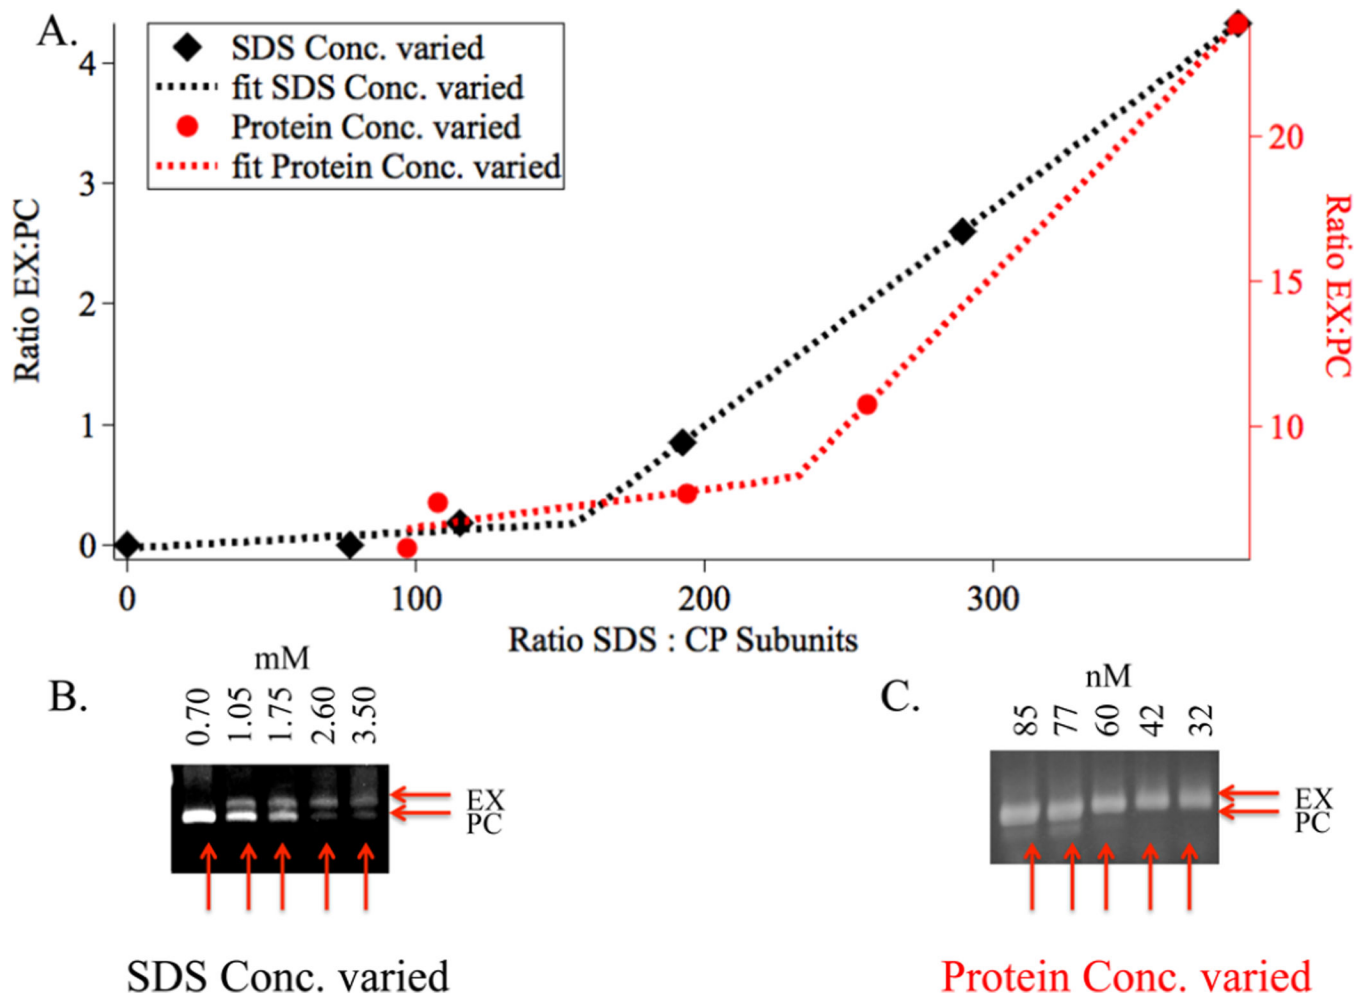 A.
SDS Conc. varied
fit SDS Conc. varied
Protein Conc. varied
fit Protein Conc. varied
4
3
2
1
0
Ratio EX:PC
20
15
10
Ratio EX:PC
0 100 200 300
Ratio SDS : CP Subunits
B.
mM
0.70 1.05 1.75 2.60 3.50
EX
PC
SDS Conc. varied
C.
nM
85 77 60 42 32
EX
PC
Protein Conc. varied